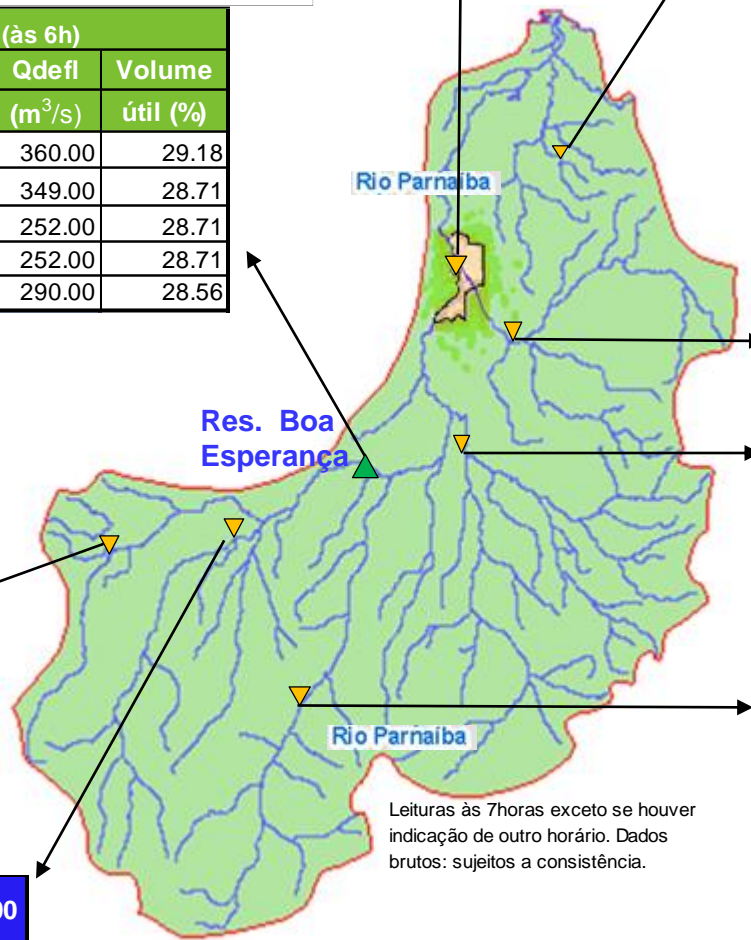 (às 6h)
Qdefl Volume
(m³/s) útil (%)
360.00 29.18
349.00 28.71
252.00 28.71
252.00 28.71
290.00 28.56
Rio Parnaíba
Res. Boa
Esperança
Rio Parnaíba
Leituras às 7horas exceto se houver
indicação de outro horário. Dados
brutos: sujeitos a consistência.